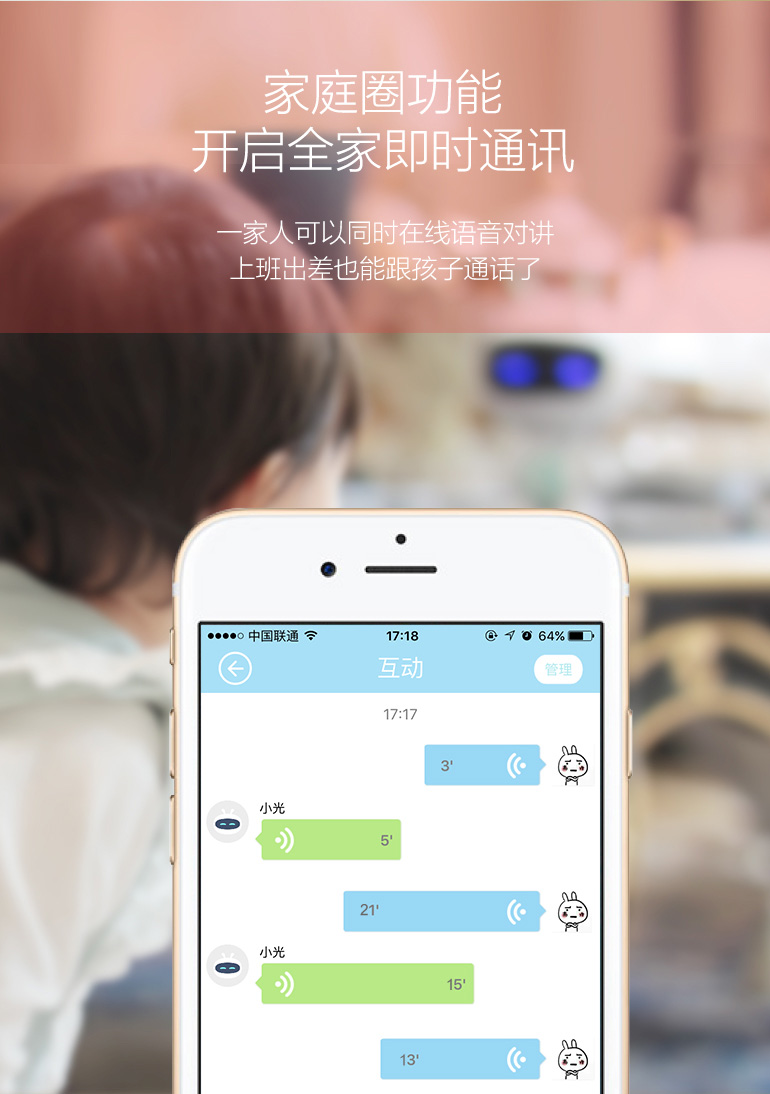 家庭圈功能
开启全家即时通讯
一家人可以同时在线语音对讲
上班出差也能跟孩子通话了
中国联通 17:18 64%
互动 管理
17:17
3'
小光
5'
21'
小光
15'
13'